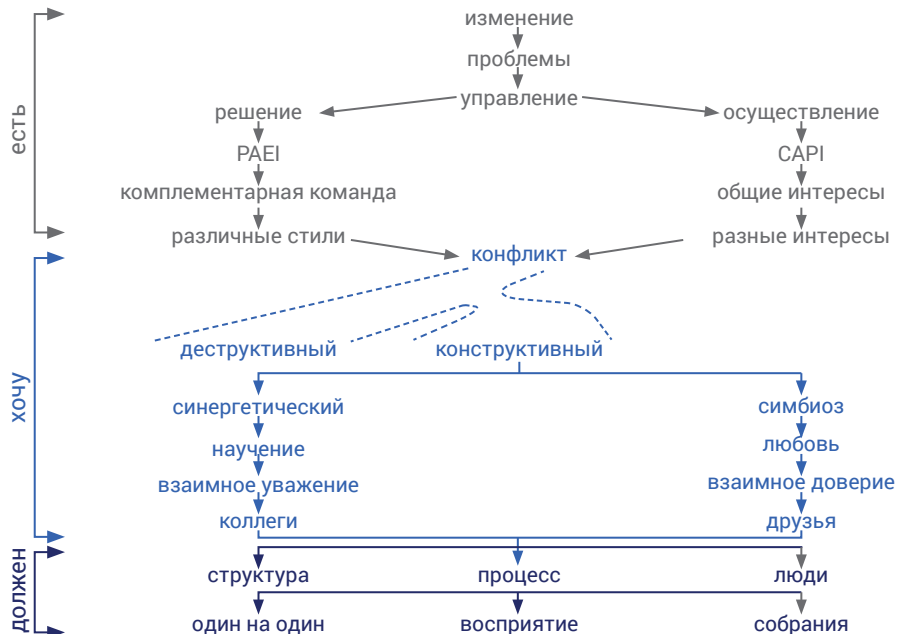 есть
изменение
проблемы
управление
решение
осуществление
PAEI
CAPI
комплементарная команда
общие интересы
различные стили
разные интересы
хочу
конфликт
деструктивный
конструктивный
синергетический
симбиоз
научение
любовь
взаимное уважение
взаимное доверие
коллеги
друзья
должен
структура
процесс
люди
один на один
восприятие
собрания